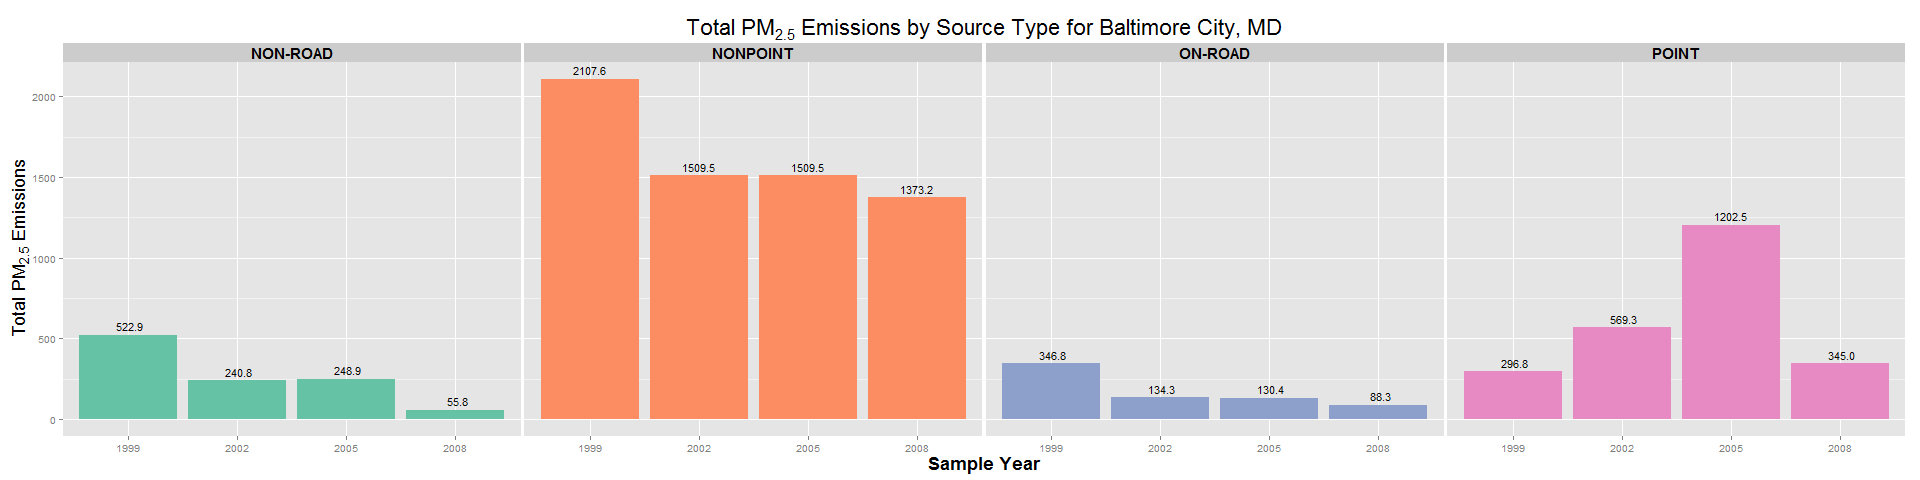 Total PM2.5 Emissions by Source Type for Baltimore City, MD
NON-ROAD NONPOINT ON-ROAD POINT
Total PM2.5 Emissions
2000
1500
1000
500
0
522.9 240.8 248.9 55.8
2107.6 1509.5 1509.5 1373.2
346.8 134.3 130.4 88.3
296.8 569.3 1202.5 345.0
1999 2002 2005 2008 1999 2002 2005 2008 1999 2002 2005 2008 1999 2002 2005 2008
Sample Year